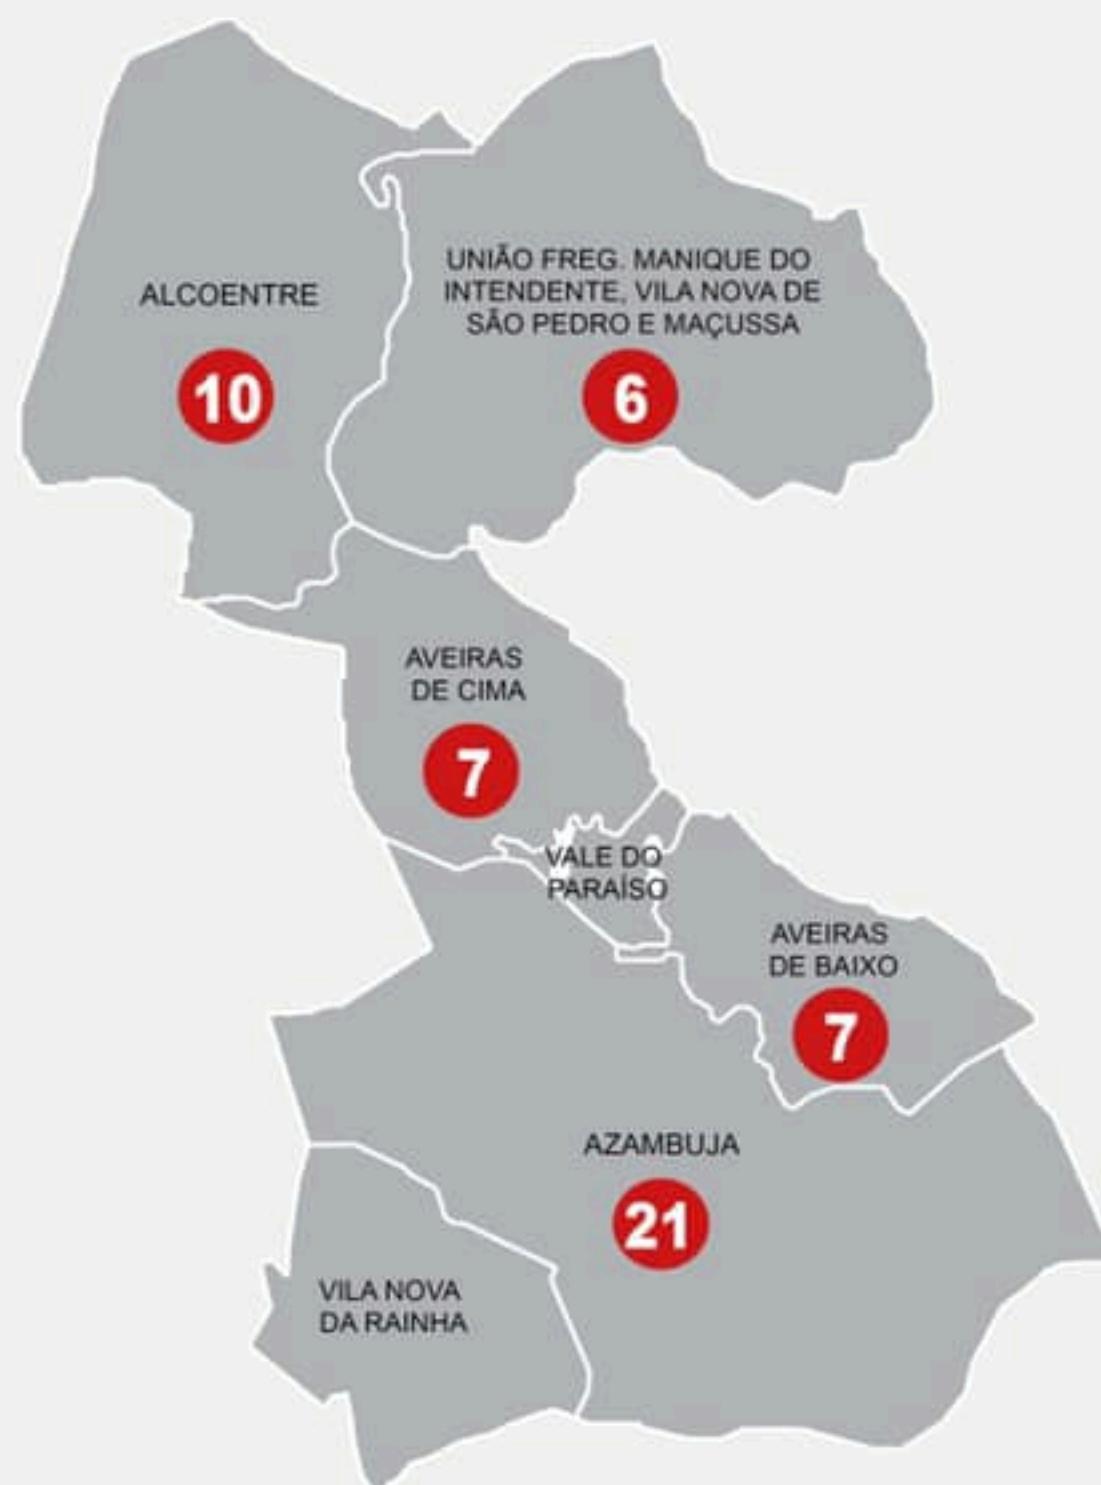 ALCOENTRE
10
UNIÃO FREG. MANIQUE DO
INTENDENTE, VILA NOVA DE
SÃO PEDRO E MAÇUSSA
6
AVEIRAS
DE CIMA
7
VALE DO
PARAÍSO
AVEIRAS
DE BAIXO
7
AZAMBUJA
21
VILA NOVA
DA RAINHA